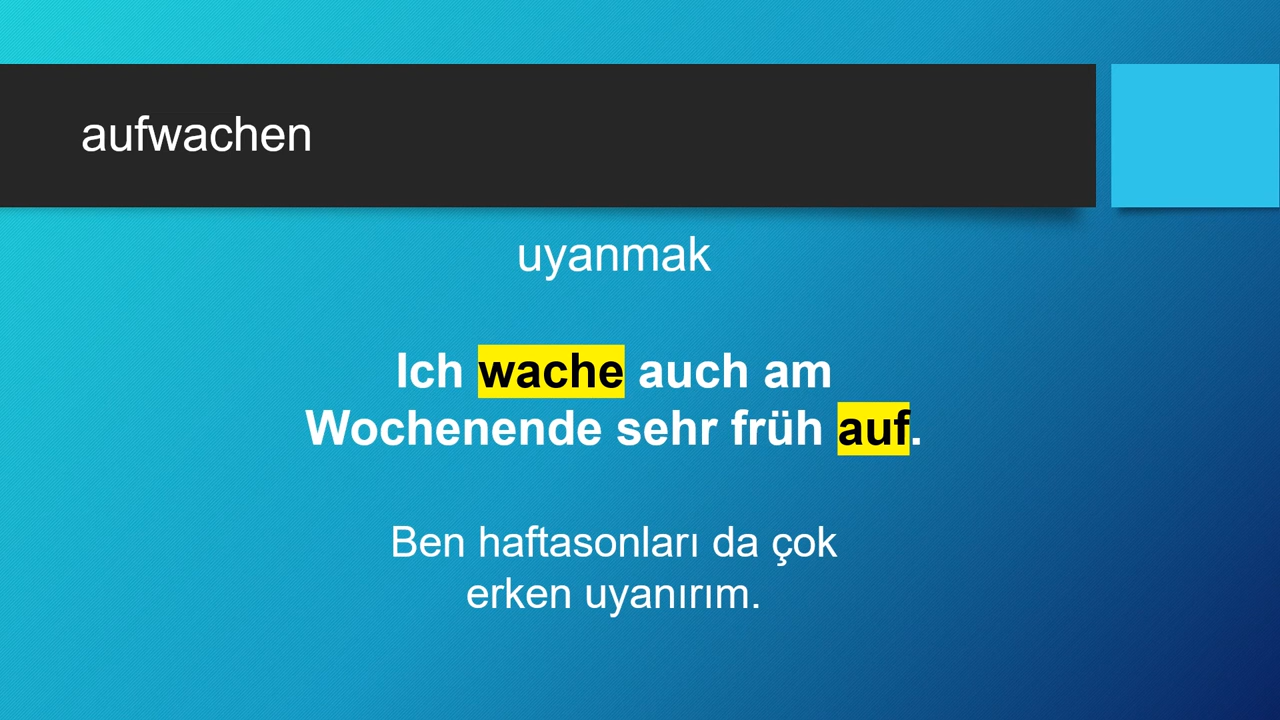 aufwachen
uyanmak
Ich wache auch am
Wochenende sehr früh auf.
Ben haftasonları da çok
erken uyanırım.